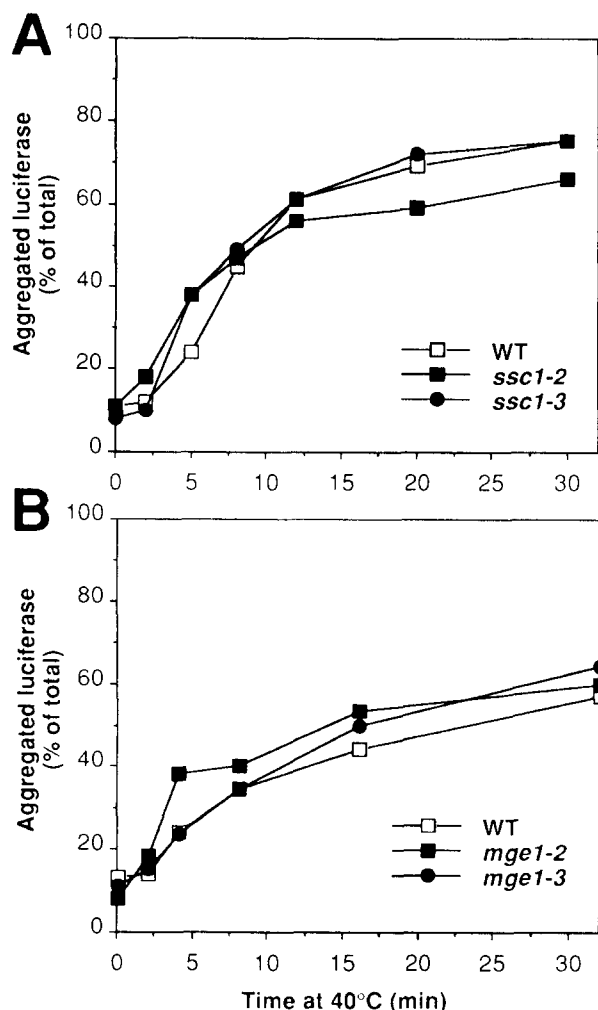 A
Aggregated luciferase
(% of total)
100
80
60
40
20
0
WT
ssc1-2
ssc1-3
0 5 10 15 20 25 30
B
Aggregated luciferase
(% of total)
100
80
60
40
20
0
WT
mge1-2
mge1-3
0 5 10 15 20 25 30
Time at 40°C (min)